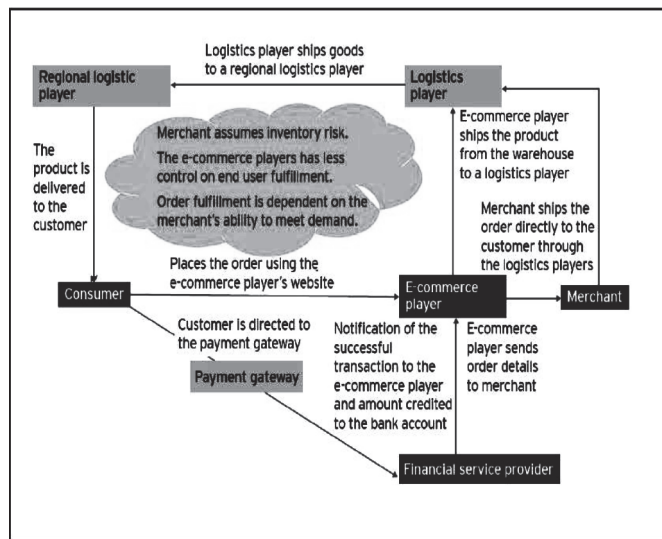 Logistics player ships goods
to a regional logistics player
Regional logistic
player
Logistics
player
Merchant assumes inventory risk.
The e-commerce players has less
control on end user fulfillment.
Order fulfillment is dependent on the
merchant's ability to meet demand.
E-commerce player
ships the product
from the warehouse
to a logistics player
The
product is
delivered
to the
customer
Merchant ships the
order directly to the
customer through
the logistics players
Places the order using the
e-commerce player's website
Consumer
E-commerce
player
Merchant
Customer is directed to
the payment gateway
Payment gateway
Notification of the
successful
transaction to the
e-commerce player
and amount credited
to the bank account
E-commerce
player sends
order details
to merchant
Financial service provider